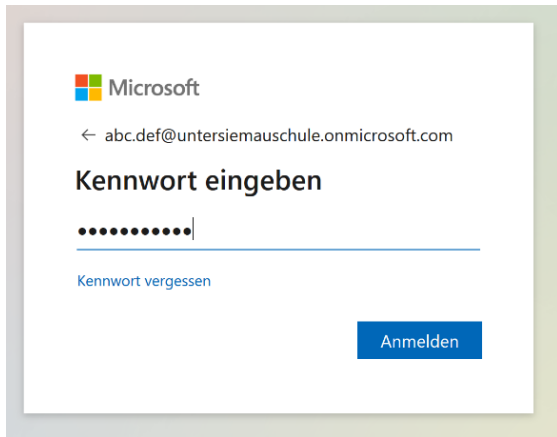 Microsoft
← abc.def@untersiemauschule.onmicrosoft.com
Kennwort eingeben
•••••••••••
Kennwort vergessen
Anmelden